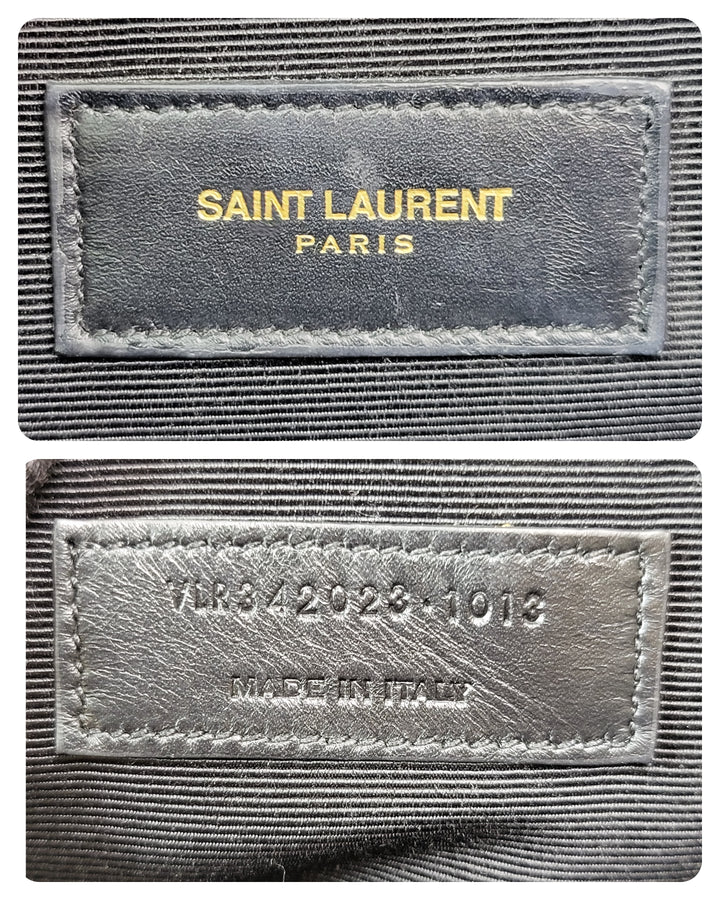 SAINT LAURENT
PARIS
VLR342023·1013
MADE IN ITALY